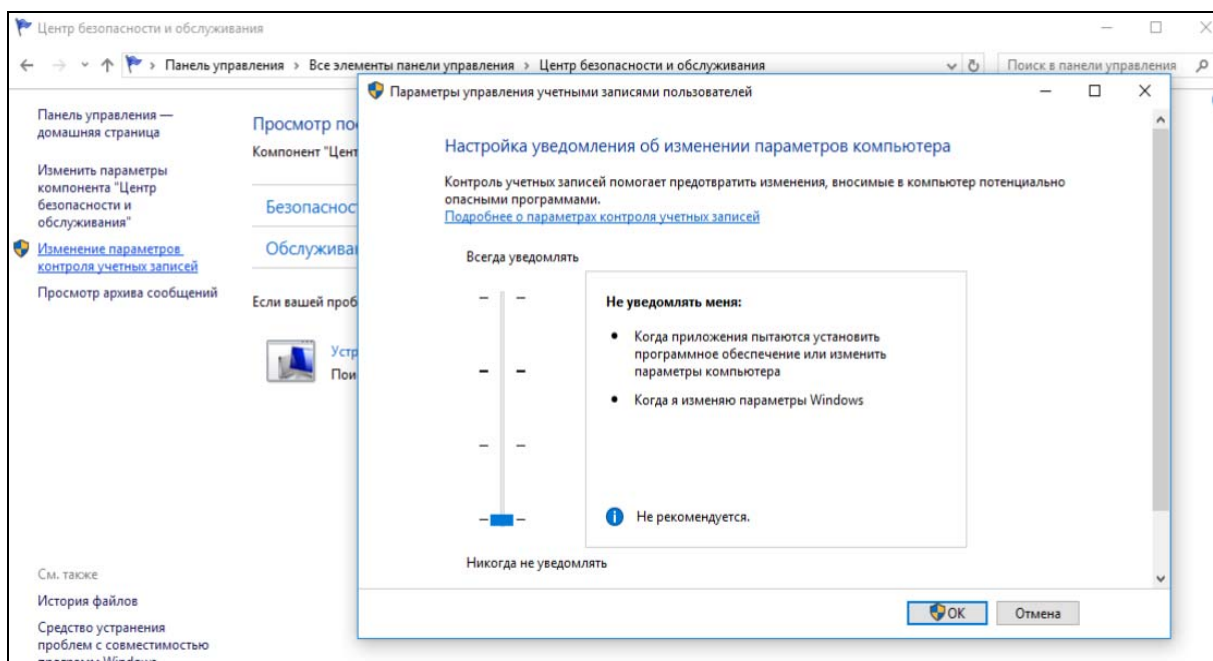 Центр безопасности и обслуживания
Панель управления › Все элементы панели управления › Центр безопасности и обслуживания
Поиск в панели управления
Панель управления —
домашняя страница
Изменить параметры
компонента "Центр
безопасности и
обслуживания"
Изменение параметров
контроля учетных записей
Просмотр архива сообщений
См. также
История файлов
Средство устранения
проблем с совместимостью
программ Windows
Просмотр по
Компонент "Цент
Безопаснос
Обслужива
Если вашей проб
Устр
Пои
Параметры управления учетными записями пользователей
Настройка уведомления об изменении параметров компьютера
Контроль учетных записей помогает предотвратить изменения, вносимые в компьютер потенциально
опасными программами.
Подробнее о параметрах контроля учетных записей
Всегда уведомлять
Не уведомлять меня:
• Когда приложения пытаются установить
программное обеспечение или изменить
параметры компьютера
• Когда я изменяю параметры Windows
Не рекомендуется.
Никогда не уведомлять
OK
Отмена